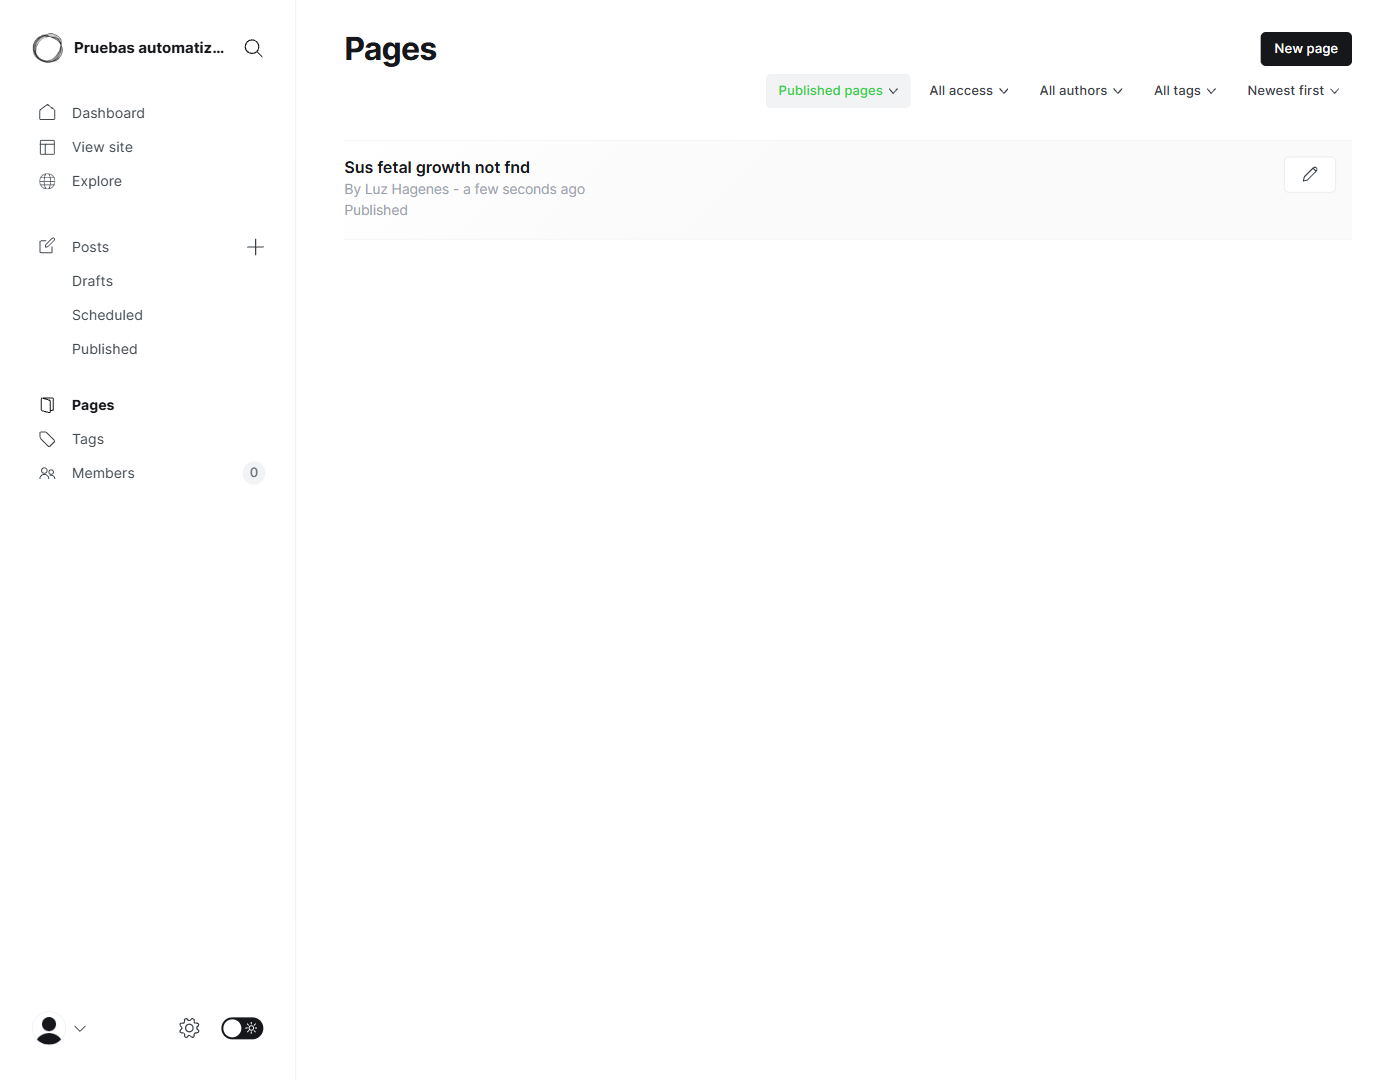 Pruebas automatiz...
Dashboard
View site
Explore
Posts
Drafts
Scheduled
Published
Pages
Tags
Members
0
Pages
New page
Published pages
All access
All authors
All tags
Newest first
Sus fetal growth not fnd
By Luz Hagenes - a few seconds ago
Published